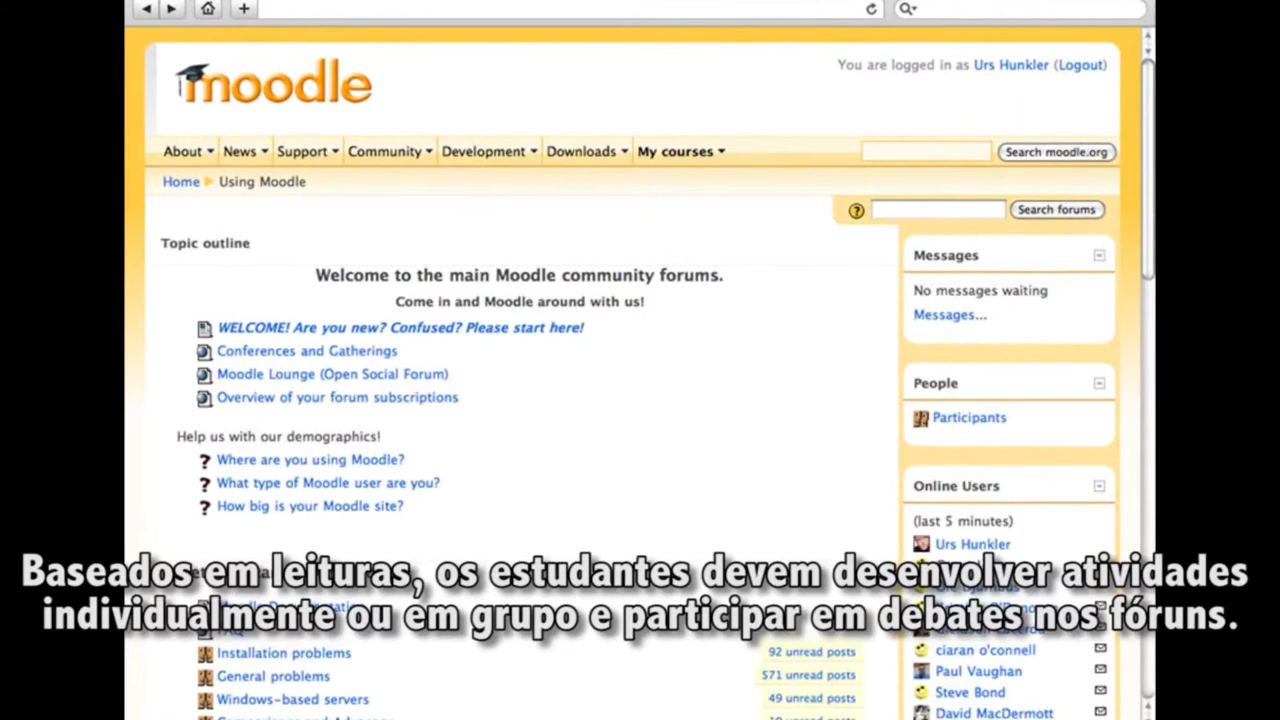 moodle
You are logged in as Urs Hunkler (Logout)
About News Support Community Development Downloads My courses
Search moodle.org
Home Using Moodle
? Search forums
Topic outline
Welcome to the main Moodle community forums.
Come in and Moodle around with us!
WELCOME! Are you new? Confused? Please start here!
Conferences and Gatherings
Moodle Lounge (Open Social Forum)
Overview of your forum subscriptions
Help us with our demographics!
? Where are you using Moodle?
? What type of Moodle user are you?
? How big is your Moodle site?
Messages
No messages waiting
Messages...
People
Participants
Online Users
(last 5 minutes)
Urs Hunkler
Baseados em leituras, os estudantes devem desenvolver atividades
individualmente ou em grupo e participar em debates nos fóruns.
Installation problems 92 unread posts
General problems 571 unread posts
Windows-based servers 49 unread posts
ciaran o'connell
Paul Vaughan
Steve Bond
David MacDermott